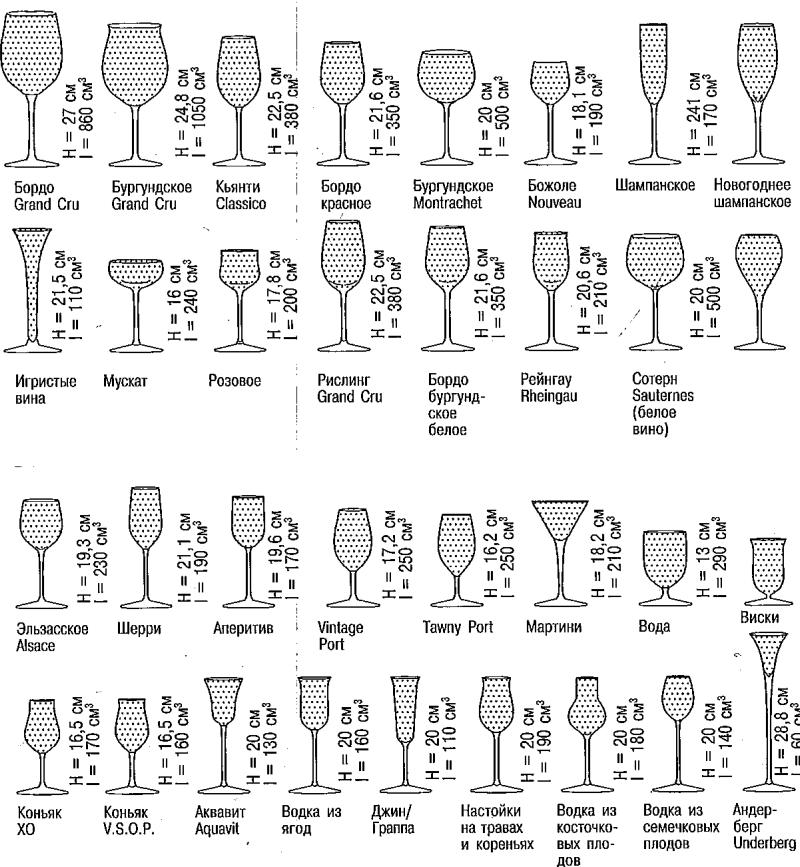 H = 27 см
I = 860 см³
Бордо
Grand Cru
H = 24,8 см
I = 1050 см³
Бургундское
Grand Cru
H = 22,5 см
I = 380 см³
Кьянти
Classico
H = 21,6 см
I = 350 см³
Бордо
красное
H = 20 см
I = 500 см³
Бургундское
Montrachet
H = 18,1 см
I = 190 см³
Божоле
Nouveau
H = 241 см
I = 170 см³
Шампанское
Новогоднее
шампанское
H = 21,5 см
I = 110 см³
Игристые
вина
H = 16 см
I = 240 см³
Мускат
H = 17,8 см
I = 200 см³
Розовое
H = 22,5 см
I = 380 см³
Рислинг
Grand Cru
H = 21,6 см
I = 350 см³
Бордо
бургунд-
ское
белое
H = 20,6 см
I = 210 см³
Рейнгау
Rheingau
H = 20 см
I = 500 см³
Сотерн
Sauternes
(белое
вино)
H = 19,3 см
I = 230 см³
Эльзасское
Alsace
H = 21,1 см
I = 190 см³
Шерри
H = 19,6 см
I = 170 см³
Аперитив
H = 17,2 см
I = 250 см³
Vintage
Port
H = 16,2 см
I = 250 см³
Tawny Port
H = 18,2 см
I = 210 см³
Мартини
H = 13 см
I = 290 см³
Вода
Виски
H = 16,5 см
I = 170 см³
Коньяк
XO
H = 16,5 см
I = 160 см³
Коньяк
V.S.O.P.
H = 20 см
I = 130 см³
Аквавит
Aquavit
H = 20 см
I = 160 см³
Водка из
ягод
H = 20 см
I = 110 см³
Джин/
Граппа
H = 20 см
I = 190 см³
Настойки
на травах
и кореньях
H = 20 см
I = 180 см³
Водка из
косточко-
вых пло-
дов
H = 20 см
I = 140 см³
Водка из
семечковых
плодов
H = 28,8 см
I = 60 см³
Андер-
берг
Underberg